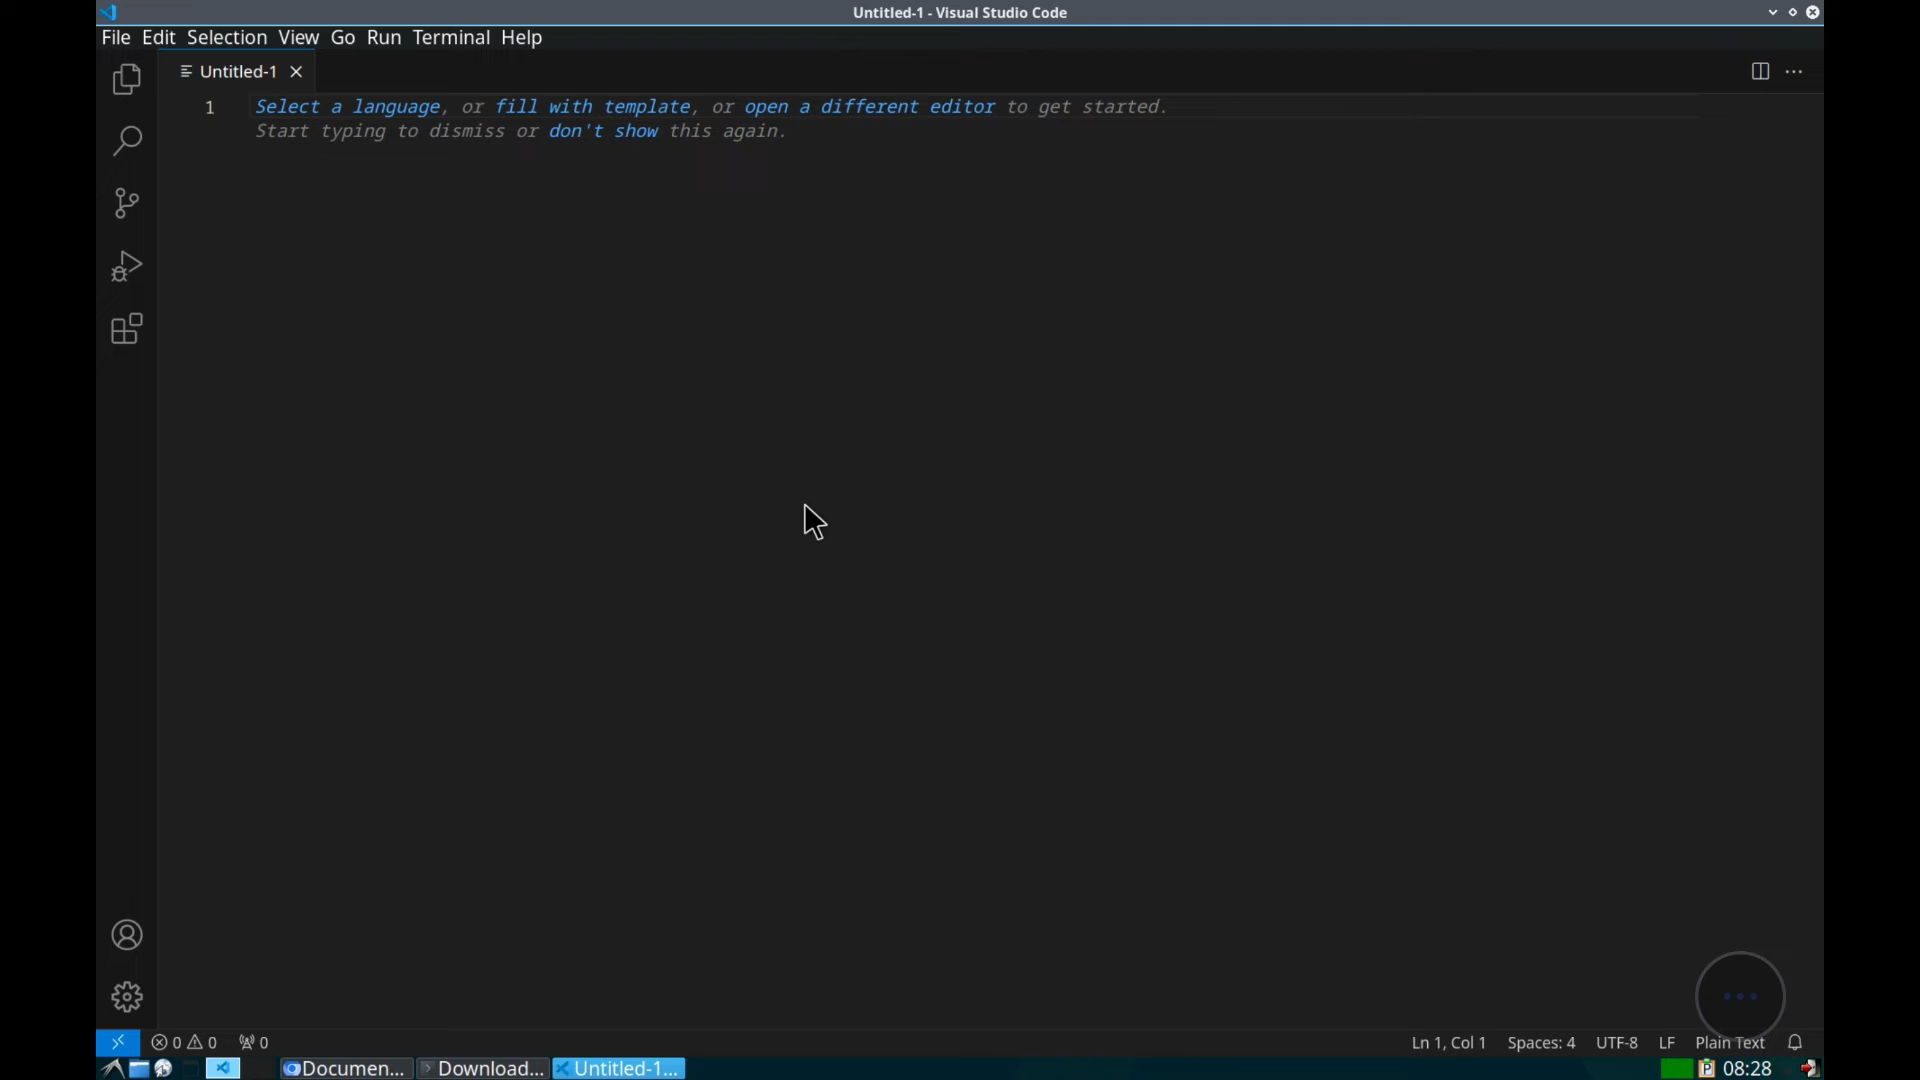 Untitled-1 - Visual Studio Code
File Edit Selection View Go Run Terminal Help
Untitled-1
1 Select a language, or fill with template, or open a different editor to get started.
Start typing to dismiss or don't show this again.
0 0 0 Ln 1, Col 1 Spaces: 4 UTF-8 LF Plain Text
Documen... Download... Untitled-1... P 08:28